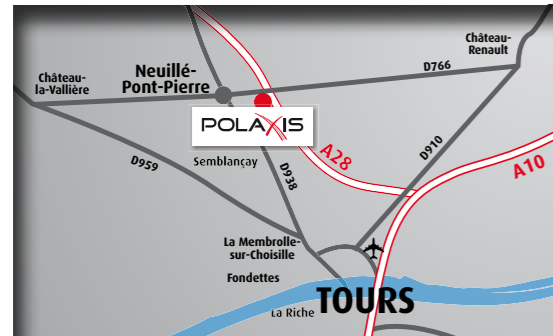 Château-
Renault
D766
Neuillé-
Pont-Pierre
Château-
la-Vallière
POLAXIS
A28
D910
A10
Semblançay
D959
D938
La Membrolle-
sur-Choisille
Fondettes
La Riche
TOURS